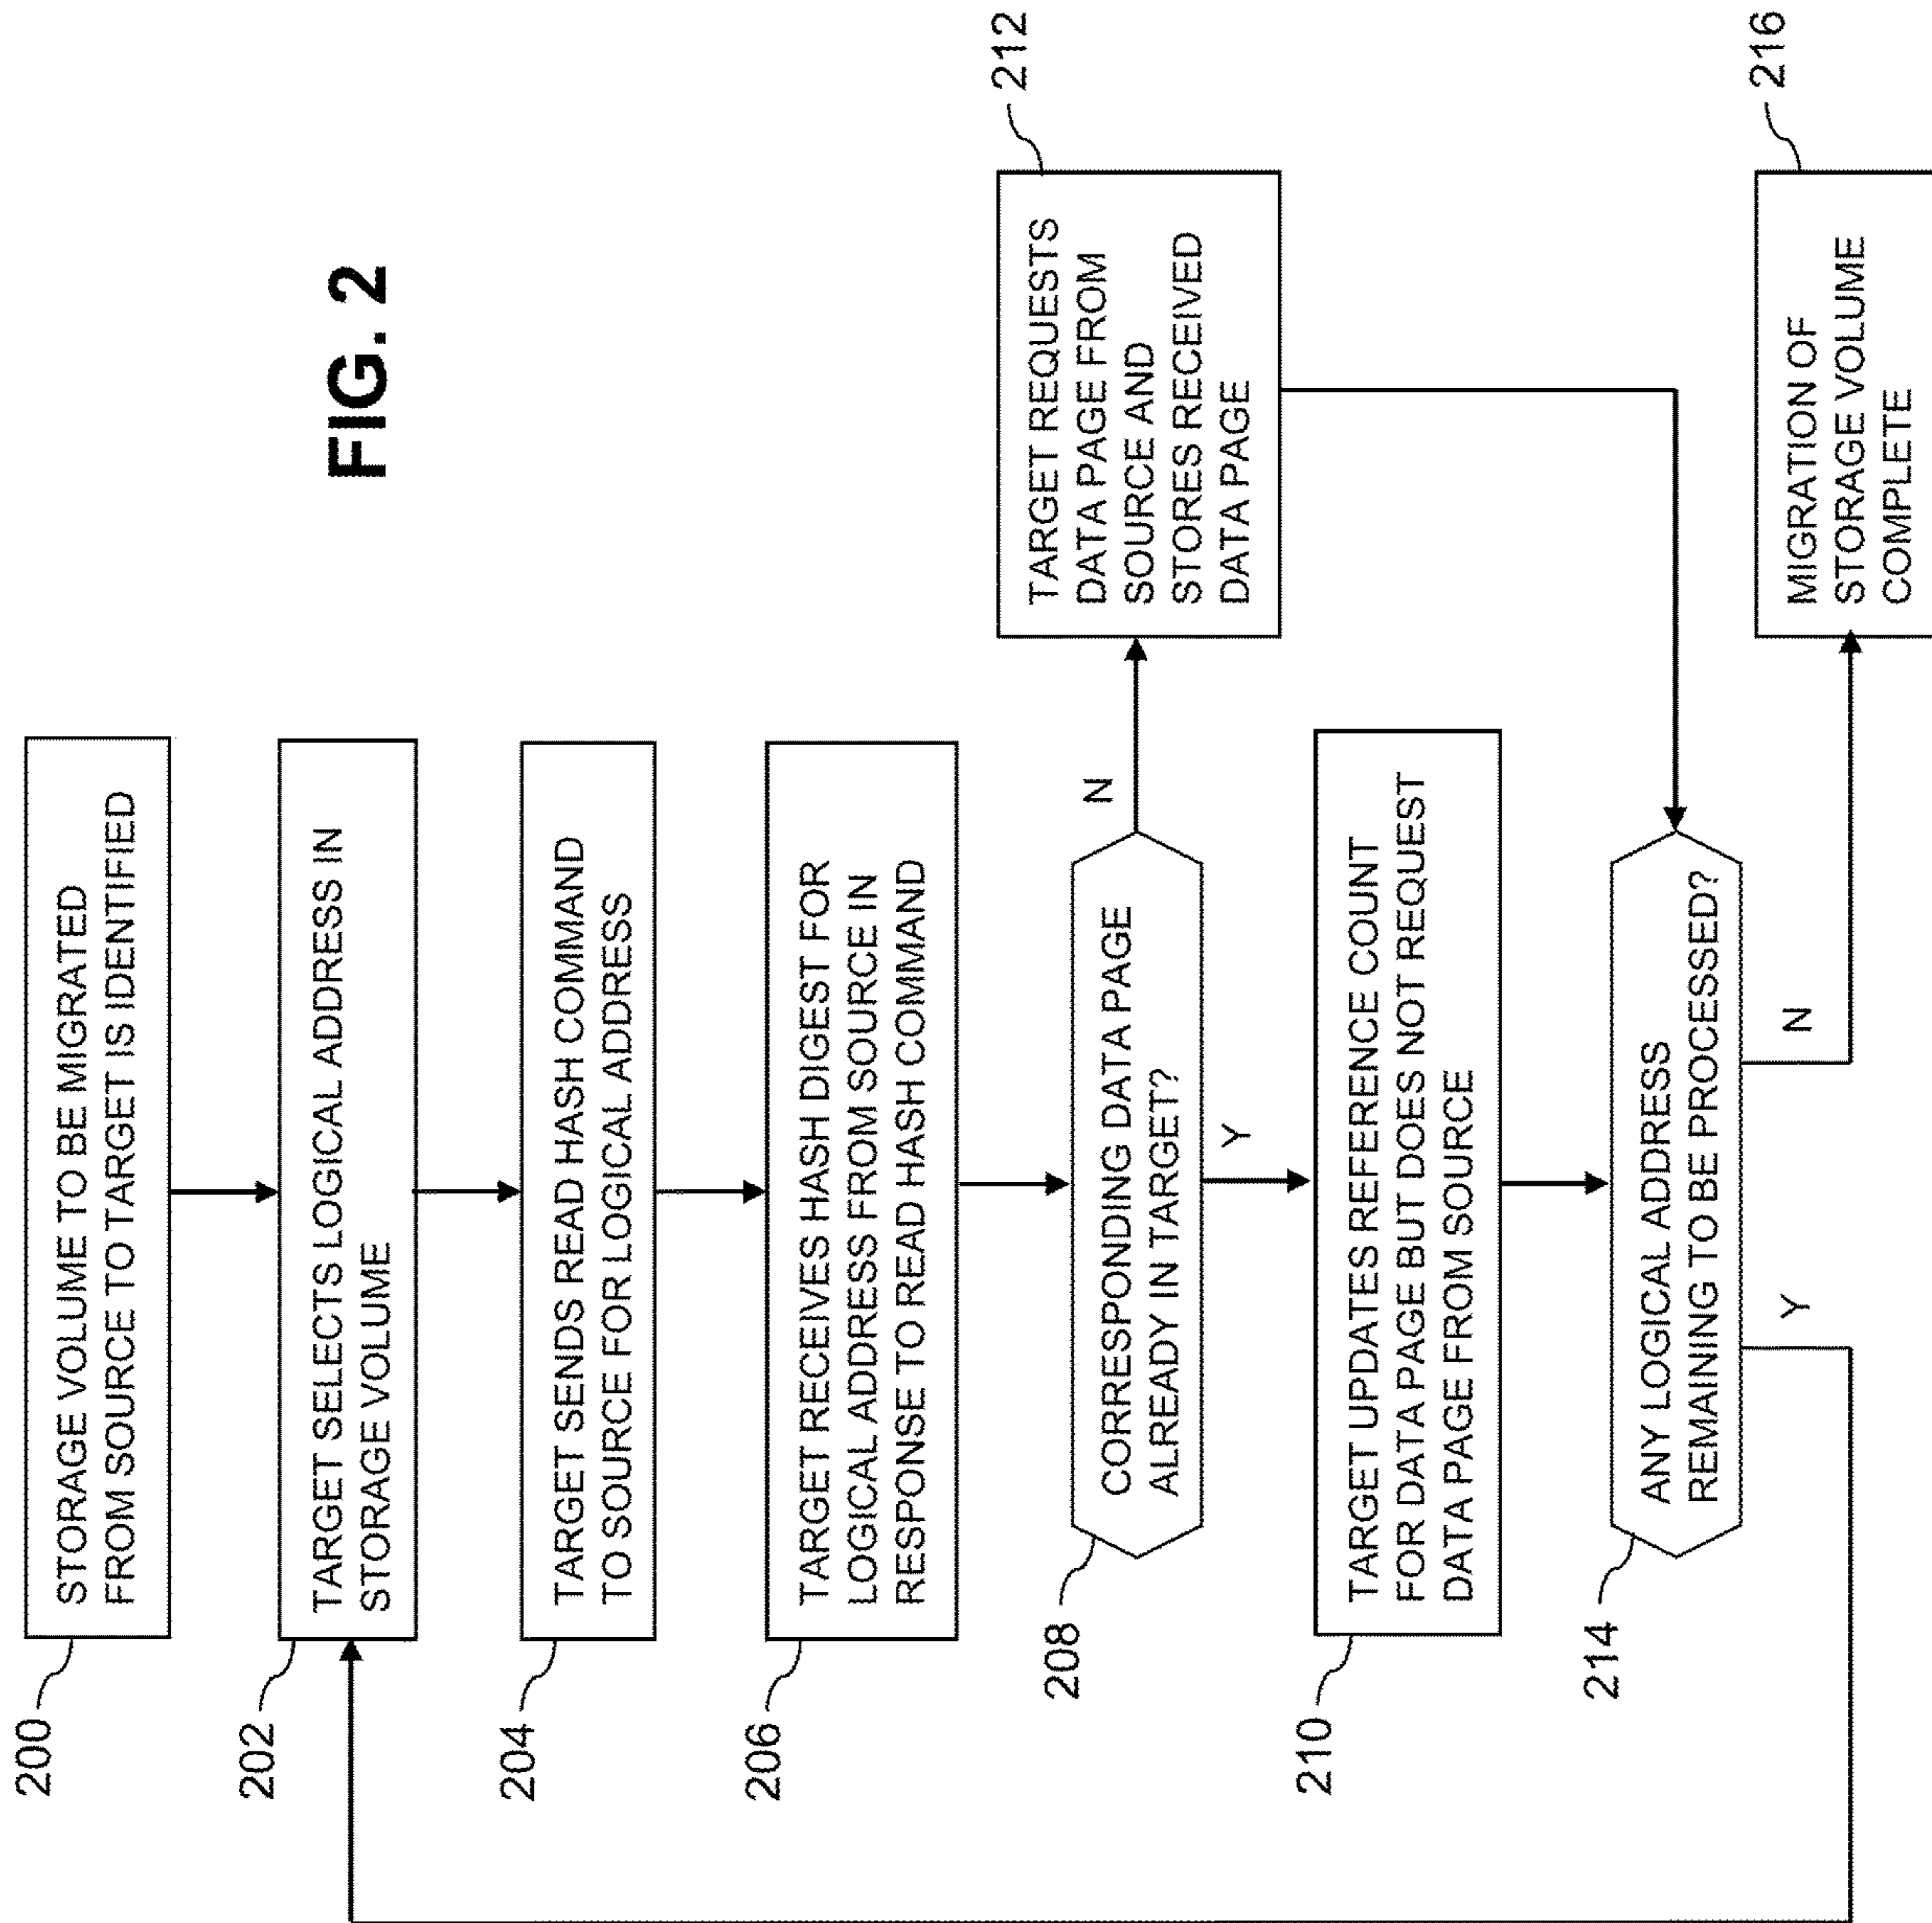 FIG. 2
200
STORAGE VOLUME TO BE MIGRATED
FROM SOURCE TO TARGET IS IDENTIFIED
202
TARGET SELECTS LOGICAL ADDRESS IN
STORAGE VOLUME
204
TARGET SENDS READ HASH COMMAND
TO SOURCE FOR LOGICAL ADDRESS
206
TARGET RECEIVES HASH DIGEST FOR
LOGICAL ADDRESS FROM SOURCE IN
RESPONSE TO READ HASH COMMAND
208
CORRESPONDING DATA PAGE
ALREADY IN TARGET?
N
Y
212
TARGET REQUESTS
DATA PAGE FROM
SOURCE AND
STORES RECEIVED
DATA PAGE
210
TARGET UPDATES REFERENCE COUNT
FOR DATA PAGE BUT DOES NOT REQUEST
DATA PAGE FROM SOURCE
214
ANY LOGICAL ADDRESS
REMAINING TO BE PROCESSED?
Y
N
216
MIGRATION OF
STORAGE VOLUME
COMPLETE